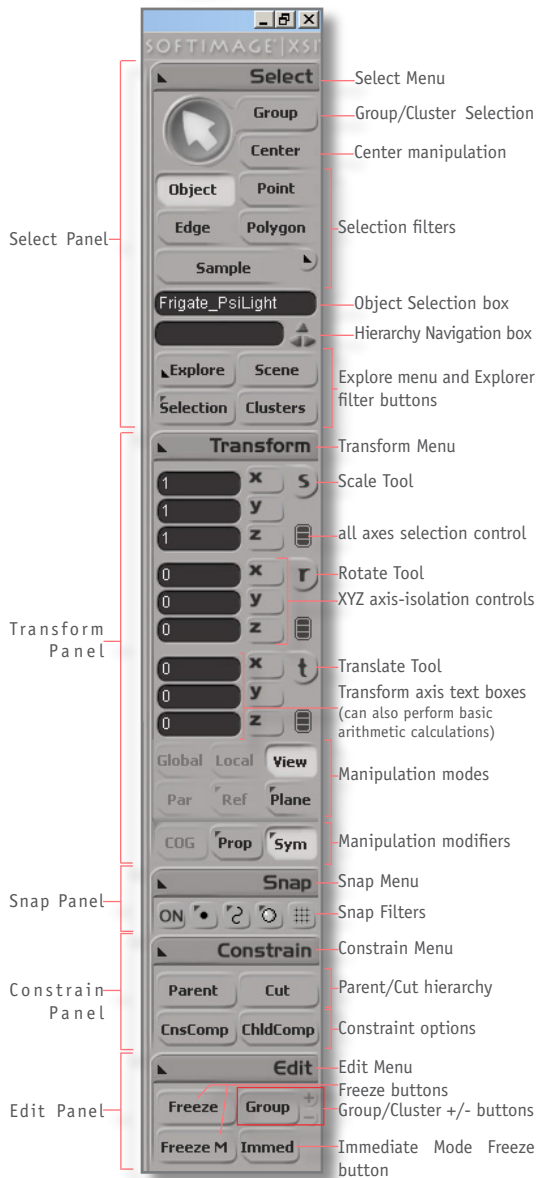 SOFTIMAGE|XSI
Select
Select Menu
Group
Group/Cluster Selection
Center
Center manipulation
Object
Point
Edge
Polygon
Selection filters
Select Panel
Sample
Frigate_PsiLight
Object Selection box
Hierarchy Navigation box
Explore
Scene
Explore menu and Explorer
filter buttons
Selection
Clusters
Transform
Transform Menu
1
x
s
Scale Tool
1
y
1
z
all axes selection control
0
x
r
Rotate Tool
0
y
XYZ axis-isolation controls
0
z
Transform
Panel
0
x
t
Translate Tool
0
y
Transform axis text boxes
0
z
(can also perform basic
arithmetic calculations)
Global
Local
View
Manipulation modes
Par
Ref
Plane
COG
Prop
Sym
Manipulation modifiers
Snap
Snap Menu
Snap Panel
ON
Snap Filters
Constrain
Constrain Menu
Constrain
Panel
Parent
Cut
Parent/Cut hierarchy
CnsComp
ChldComp
Constraint options
Edit
Edit Menu
Freeze buttons
Edit Panel
Freeze
Group
+
−
Group/Cluster +/- buttons
Freeze M
Immed
Immediate Mode Freeze
button